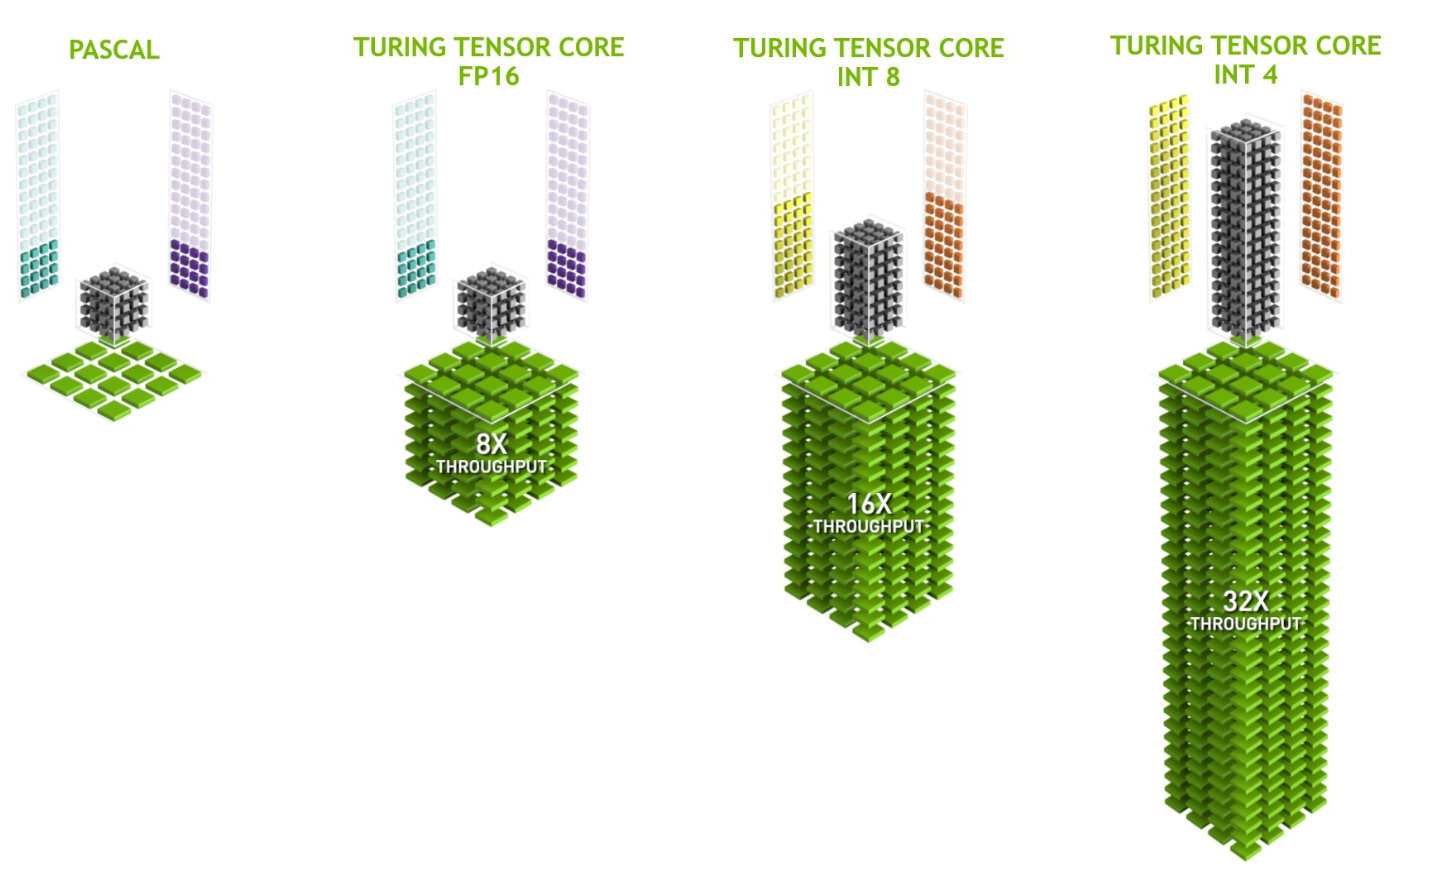 PASCAL
TURING TENSOR CORE
FP16
TURING TENSOR CORE
INT 8
TURING TENSOR CORE
INT 4
8X
THROUGHPUT
16X
THROUGHPUT
32X
THROUGHPUT